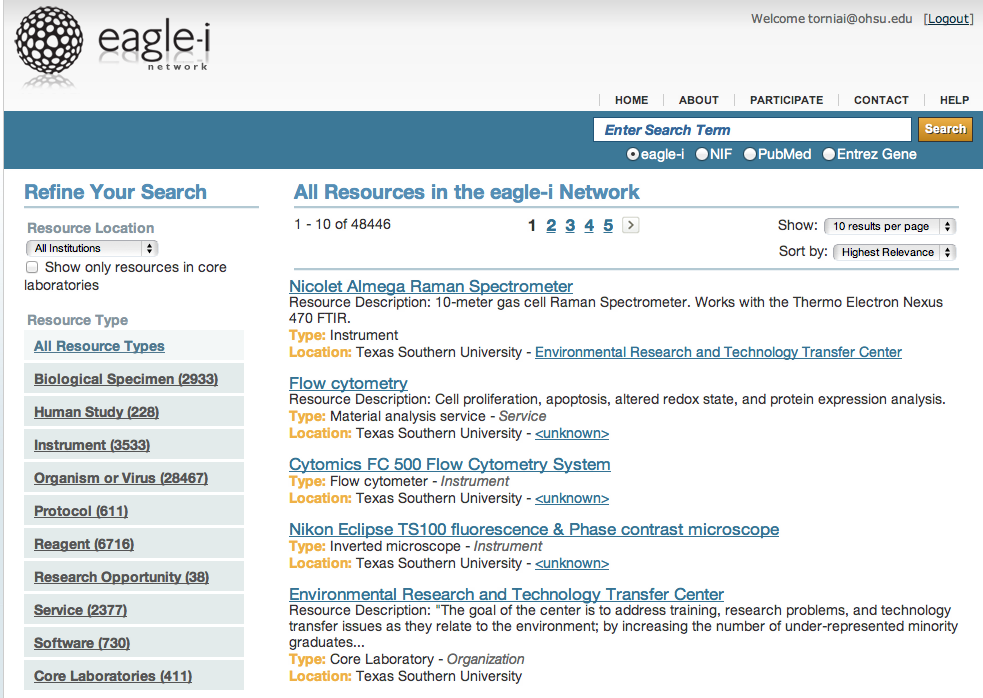 eagle-i
network
Welcome torniai@ohsu.edu [Logout]
HOME ABOUT PARTICIPATE CONTACT HELP
Enter Search Term Search
eagle-i NIF PubMed Entrez Gene
Refine Your Search
Resource Location
All Institutions
Show only resources in core
laboratories
Resource Type
All Resource Types
Biological Specimen (2933)
Human Study (228)
Instrument (3533)
Organism or Virus (28467)
Protocol (611)
Reagent (6716)
Research Opportunity (38)
Service (2377)
Software (730)
Core Laboratories (411)
All Resources in the eagle-i Network
1 - 10 of 48446 1 2 3 4 5 > Show: 10 results per page
Sort by: Highest Relevance
Nicolet Almega Raman Spectrometer
Resource Description: 10-meter gas cell Raman Spectrometer. Works with the Thermo Electron Nexus
470 FTIR.
Type: Instrument
Location: Texas Southern University - Environmental Research and Technology Transfer Center
Flow cytometry
Resource Description: Cell proliferation, apoptosis, altered redox state, and protein expression analysis.
Type: Material analysis service - Service
Location: Texas Southern University - <unknown>
Cytomics FC 500 Flow Cytometry System
Type: Flow cytometer - Instrument
Location: Texas Southern University - <unknown>
Nikon Eclipse TS100 fluorescence & Phase contrast microscope
Type: Inverted microscope - Instrument
Location: Texas Southern University - <unknown>
Environmental Research and Technology Transfer Center
Resource Description: "The goal of the center is to address training, research problems, and technology
transfer issues as they relate to the environment; by increasing the number of under-represented minority
graduates...
Type: Core Laboratory - Organization
Location: Texas Southern University